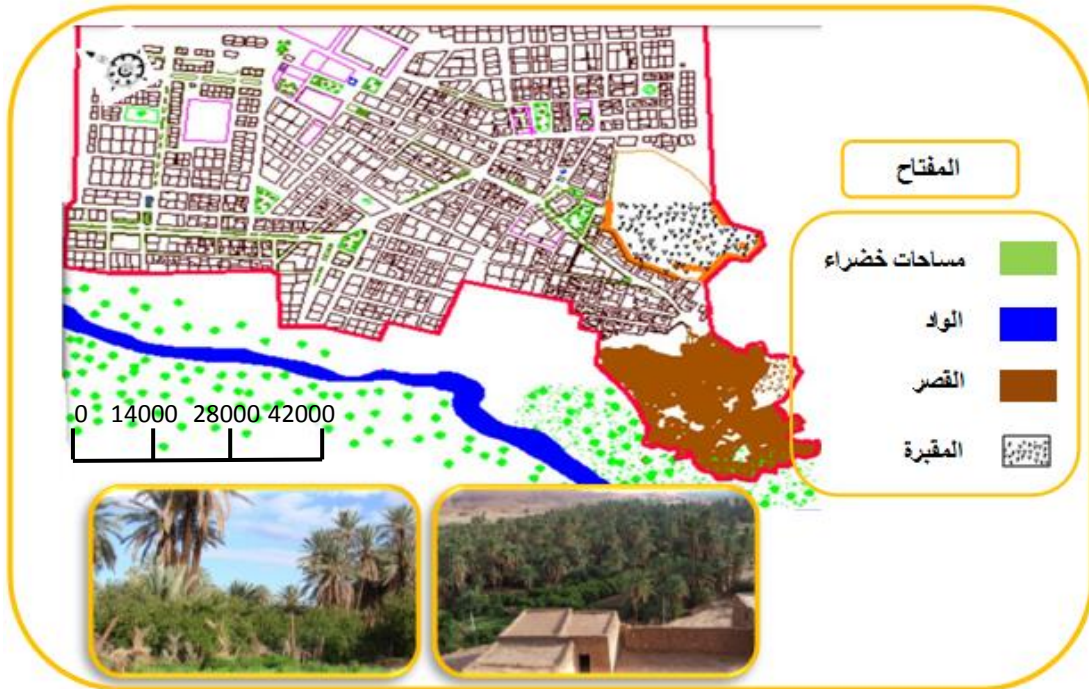 المفتاح
مساحات خضراء
الواد
القصر
المقبرة
0 14000 28000 42000